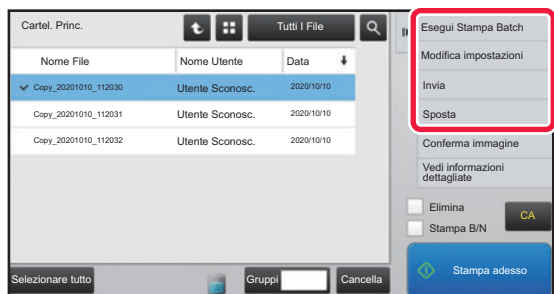 Cartel. Princ.
Tutti I File
Nome File Nome Utente Data
Copy_20201010_112030 Utente Sconosc. 2020/10/10
Copy_20201010_112031 Utente Sconosc. 2020/10/10
Copy_20201010_112032 Utente Sconosc. 2020/10/10
Selezionare tutto Gruppi Cancella
Esegui Stampa Batch
Modifica impostazioni
Invia
Sposta
Conferma immagine
Vedi informazioni
dettagliate
Elimina
Stampa B/N
CA
Stampa adesso